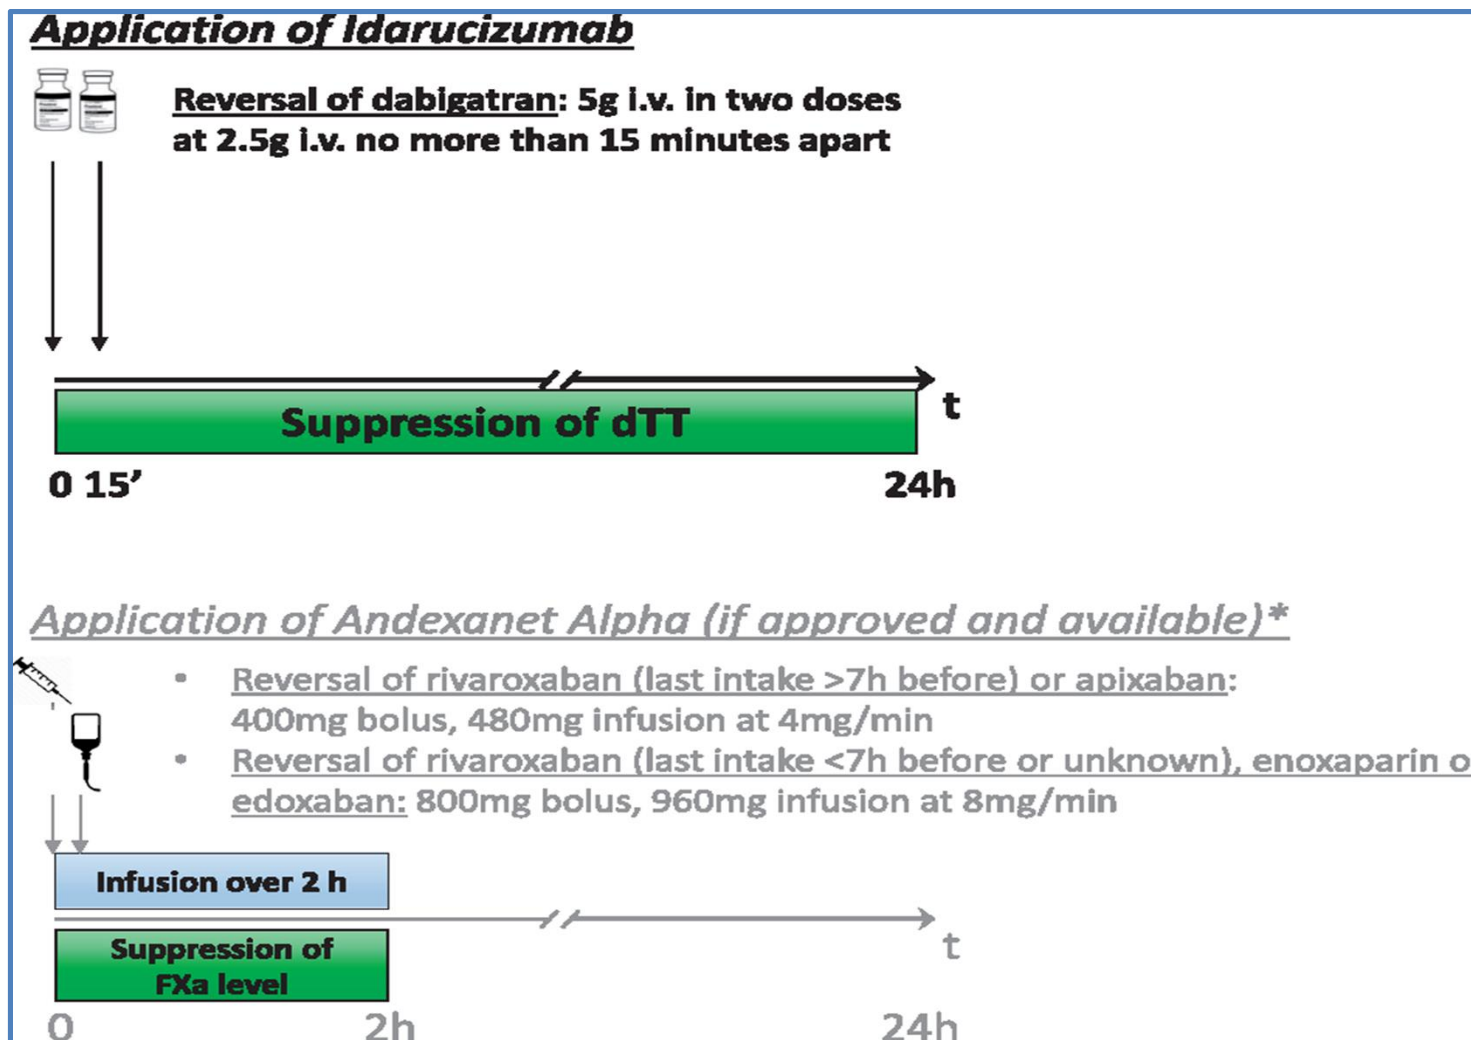 Application of Idarucizumab
Reversal of dabigatran: 5g i.v. in two doses
at 2.5g i.v. no more than 15 minutes apart
t
Suppression of dTT
0 15’ 24h
Application of Andexanet Alpha (if approved and available)*
• Reversal of rivaroxaban (last intake >7h before) or apixaban:
400mg bolus, 480mg infusion at 4mg/min
• Reversal of rivaroxaban (last intake <7h before or unknown), enoxaparin o
edoxaban: 800mg bolus, 960mg infusion at 8mg/min
Infusion over 2 h
t
Suppression of
FXa level
0 2h 24h